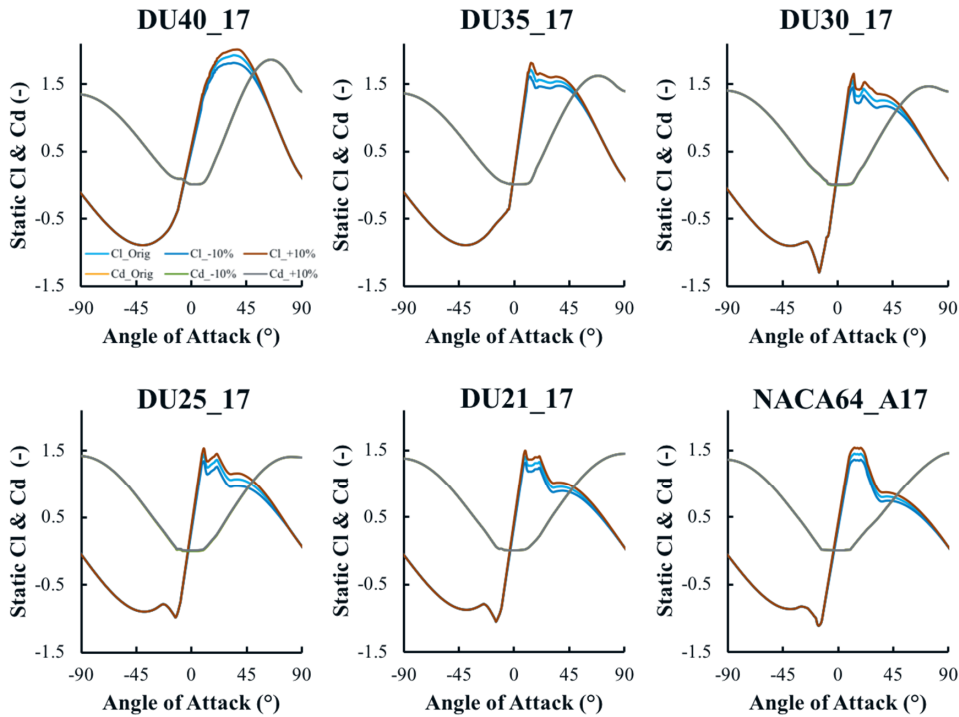 DU40_17
DU35_17
DU30_17
Static Cl & Cd (-)
1.5
0.5
-0.5
-1.5
Cl_Orig
Cl_-10%
Cl_+10%
Cd_Orig
Cd_-10%
Cd_+10%
-90
-45
0
45
90
Angle of Attack (°)
Static Cl & Cd (-)
1.5
0.5
-0.5
-1.5
-90
-45
0
45
90
Angle of Attack (°)
Static Cl & Cd (-)
1.5
0.5
-0.5
-1.5
-90
-45
0
45
90
Angle of Attack (°)
DU25_17
DU21_17
NACA64_A17
Static Cl & Cd (-)
1.5
0.5
-0.5
-1.5
-90
-45
0
45
90
Angle of Attack (°)
Static Cl & Cd (-)
1.5
0.5
-0.5
-1.5
-90
-45
0
45
90
Angle of Attack (°)
Static Cl & Cd (-)
1.5
0.5
-0.5
-1.5
-90
-45
0
45
90
Angle of Attack (°)